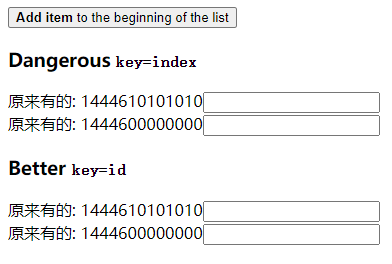 Add item to the beginning of the list
Dangerous key=index
原来有的: 1444610101010
原来有的: 1444600000000
Better key=id
原来有的: 1444610101010
原来有的: 1444600000000